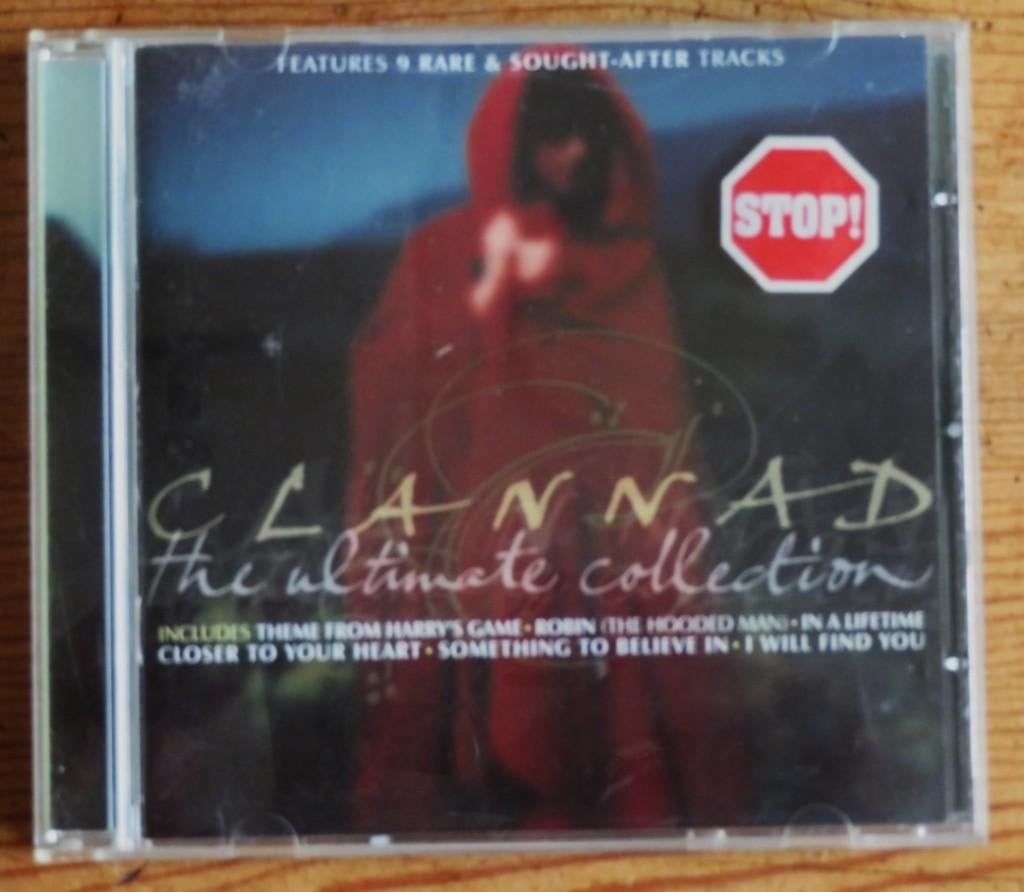 FEATURES 9 RARE & SOUGHT-AFTER TRACKS
STOP!
CLANNAD
the ultimate collection
INCLUDES THEME FROM HARRY'S GAME • ROBIN (THE HOODED MAN) • IN A LIFETIME
CLOSER TO YOUR HEART • SOMETHING TO BELIEVE IN • I WILL FIND YOU